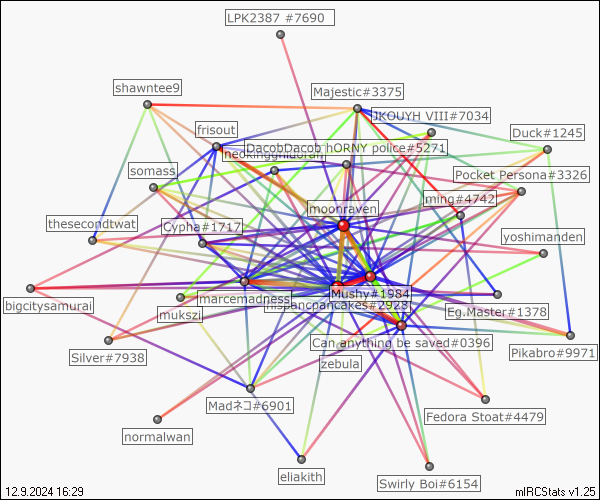 LPK2387 #7690
shawntee9
Majestic#3375
JKOUYH VIII#7034
frisout
Duck#1245
DacobDacob hORNY police#5271
somass
Pocket Persona#3326
ming#4742
moonraven
thesecondtwat
Cypha#1717
yoshimanden
Mushy#1984
marcemadness
hispancpancakes#2928
bigcitysamurai
mukszi
Eg.Master#1378
Can anything be saved#0396
Pikabro#9971
Silver#7938
zebula
Madネコ#6901
Fedora Stoat#4479
normalwan
eliakith
Swirly Boi#6154
12.9.2024 16:29
mIRCStats v1.25